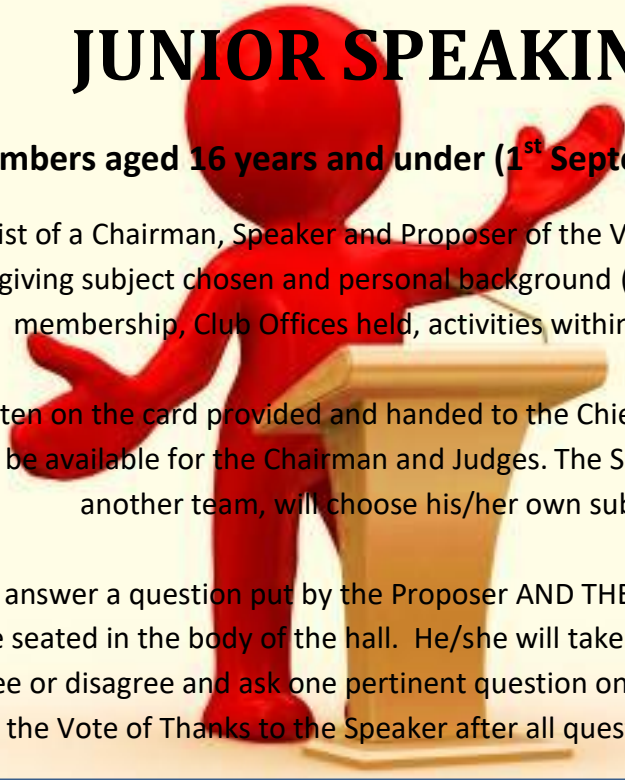 JUNIOR SPEAKIN
mbers aged 16 years and under (1st Septe
ist of a Chairman, Speaker and Proposer of the V
giving subject chosen and personal background (
membership, Club Offices held, activities within
ten on the card provided and handed to the Chie
be available for the Chairman and Judges. The S
another team, will choose his/her own sub
answer a question put by the Proposer AND THE
e seated in the body of the hall. He/she will take
ee or disagree and ask one pertinent question on
the Vote of Thanks to the Speaker after all ques